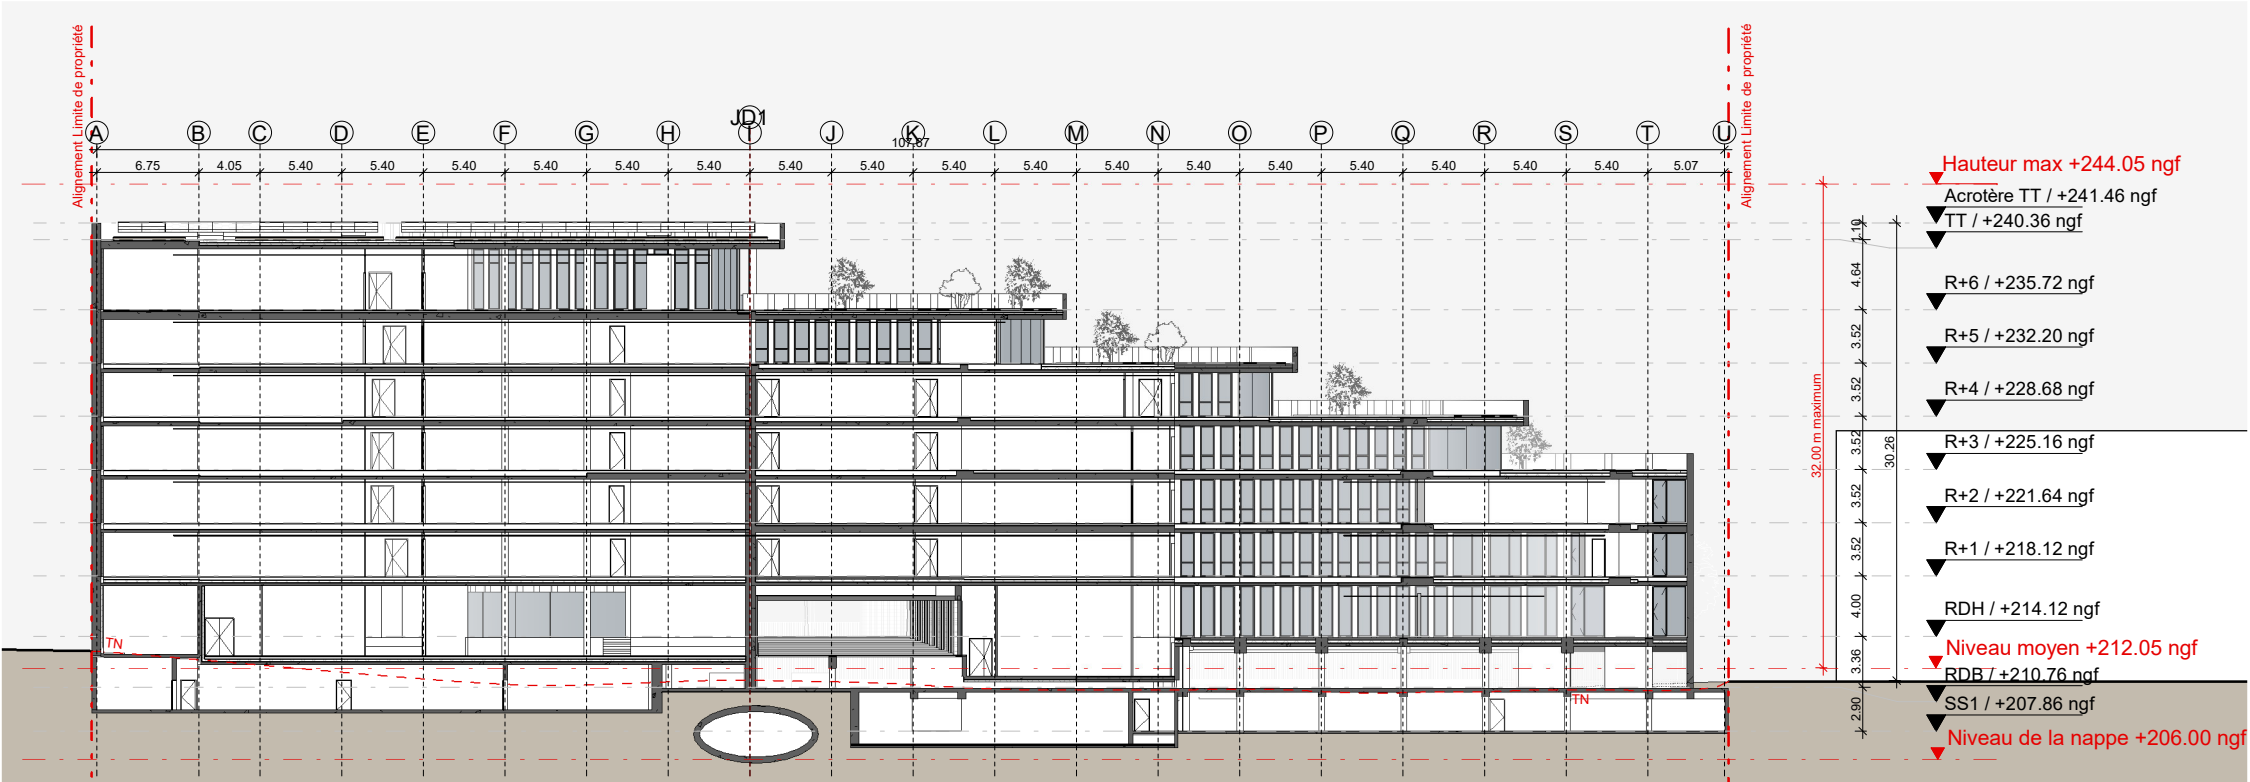 Alignement Limite de propriété
Alignement Limite de propriété
JD1
A B C D E F G H I J K L M N O P Q R S T U
107.67
6.75 4.05 5.40 5.40 5.40 5.40 5.40 5.40 5.40 5.40 5.40 5.40 5.40 5.40 5.40 5.40 5.40 5.40 5.40 5.07
Hauteur max +244.05 ngf
Acrotère TT / +241.46 ngf
TT / +240.36 ngf
R+6 / +235.72 ngf
R+5 / +232.20 ngf
R+4 / +228.68 ngf
R+3 / +225.16 ngf
R+2 / +221.64 ngf
R+1 / +218.12 ngf
RDH / +214.12 ngf
Niveau moyen +212.05 ngf
RDB / +210.76 ngf
SS1 / +207.86 ngf
Niveau de la nappe +206.00 ngf
1.10
4.64
3.52
3.52
3.52
3.52
3.52
4.00
3.36
2.90
30.26
32.00 m maximum
TN
TN